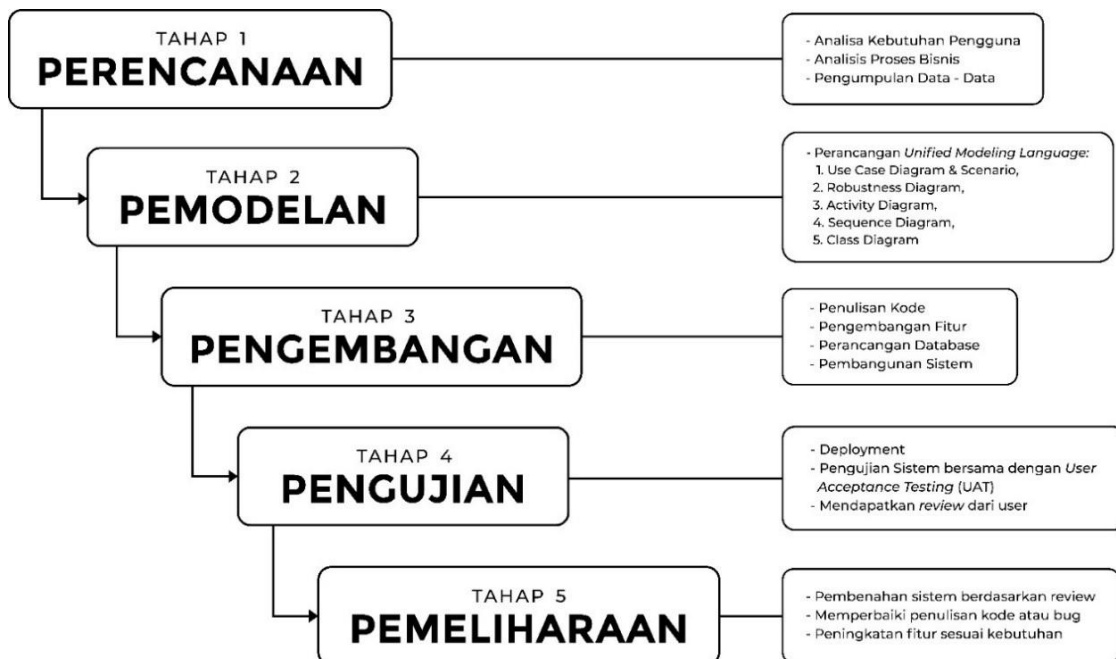 TAHAP 1
PERENCANAAN
- Analisa Kebutuhan Pengguna
- Analisis Proses Bisnis
- Pengumpulan Data - Data
TAHAP 2
PEMODELAN
- Perancangan Unified Modeling Language:
1. Use Case Diagram & Scenario,
2. Robustness Diagram,
3. Activity Diagram,
4. Sequence Diagram,
5. Class Diagram
TAHAP 3
PENGEMBANGAN
- Penulisan Kode
- Pengembangan Fitur
- Perancangan Database
- Pembangunan Sistem
TAHAP 4
PENGUJIAN
- Deployment
- Pengujian Sistem bersama dengan User
Acceptance Testing (UAT)
- Mendapatkan review dari user
TAHAP 5
PEMELIHARAAN
- Pembenahan sistem berdasarkan review
- Memperbaiki penulisan kode atau bug
- Peningkatan fitur sesuai kebutuhan